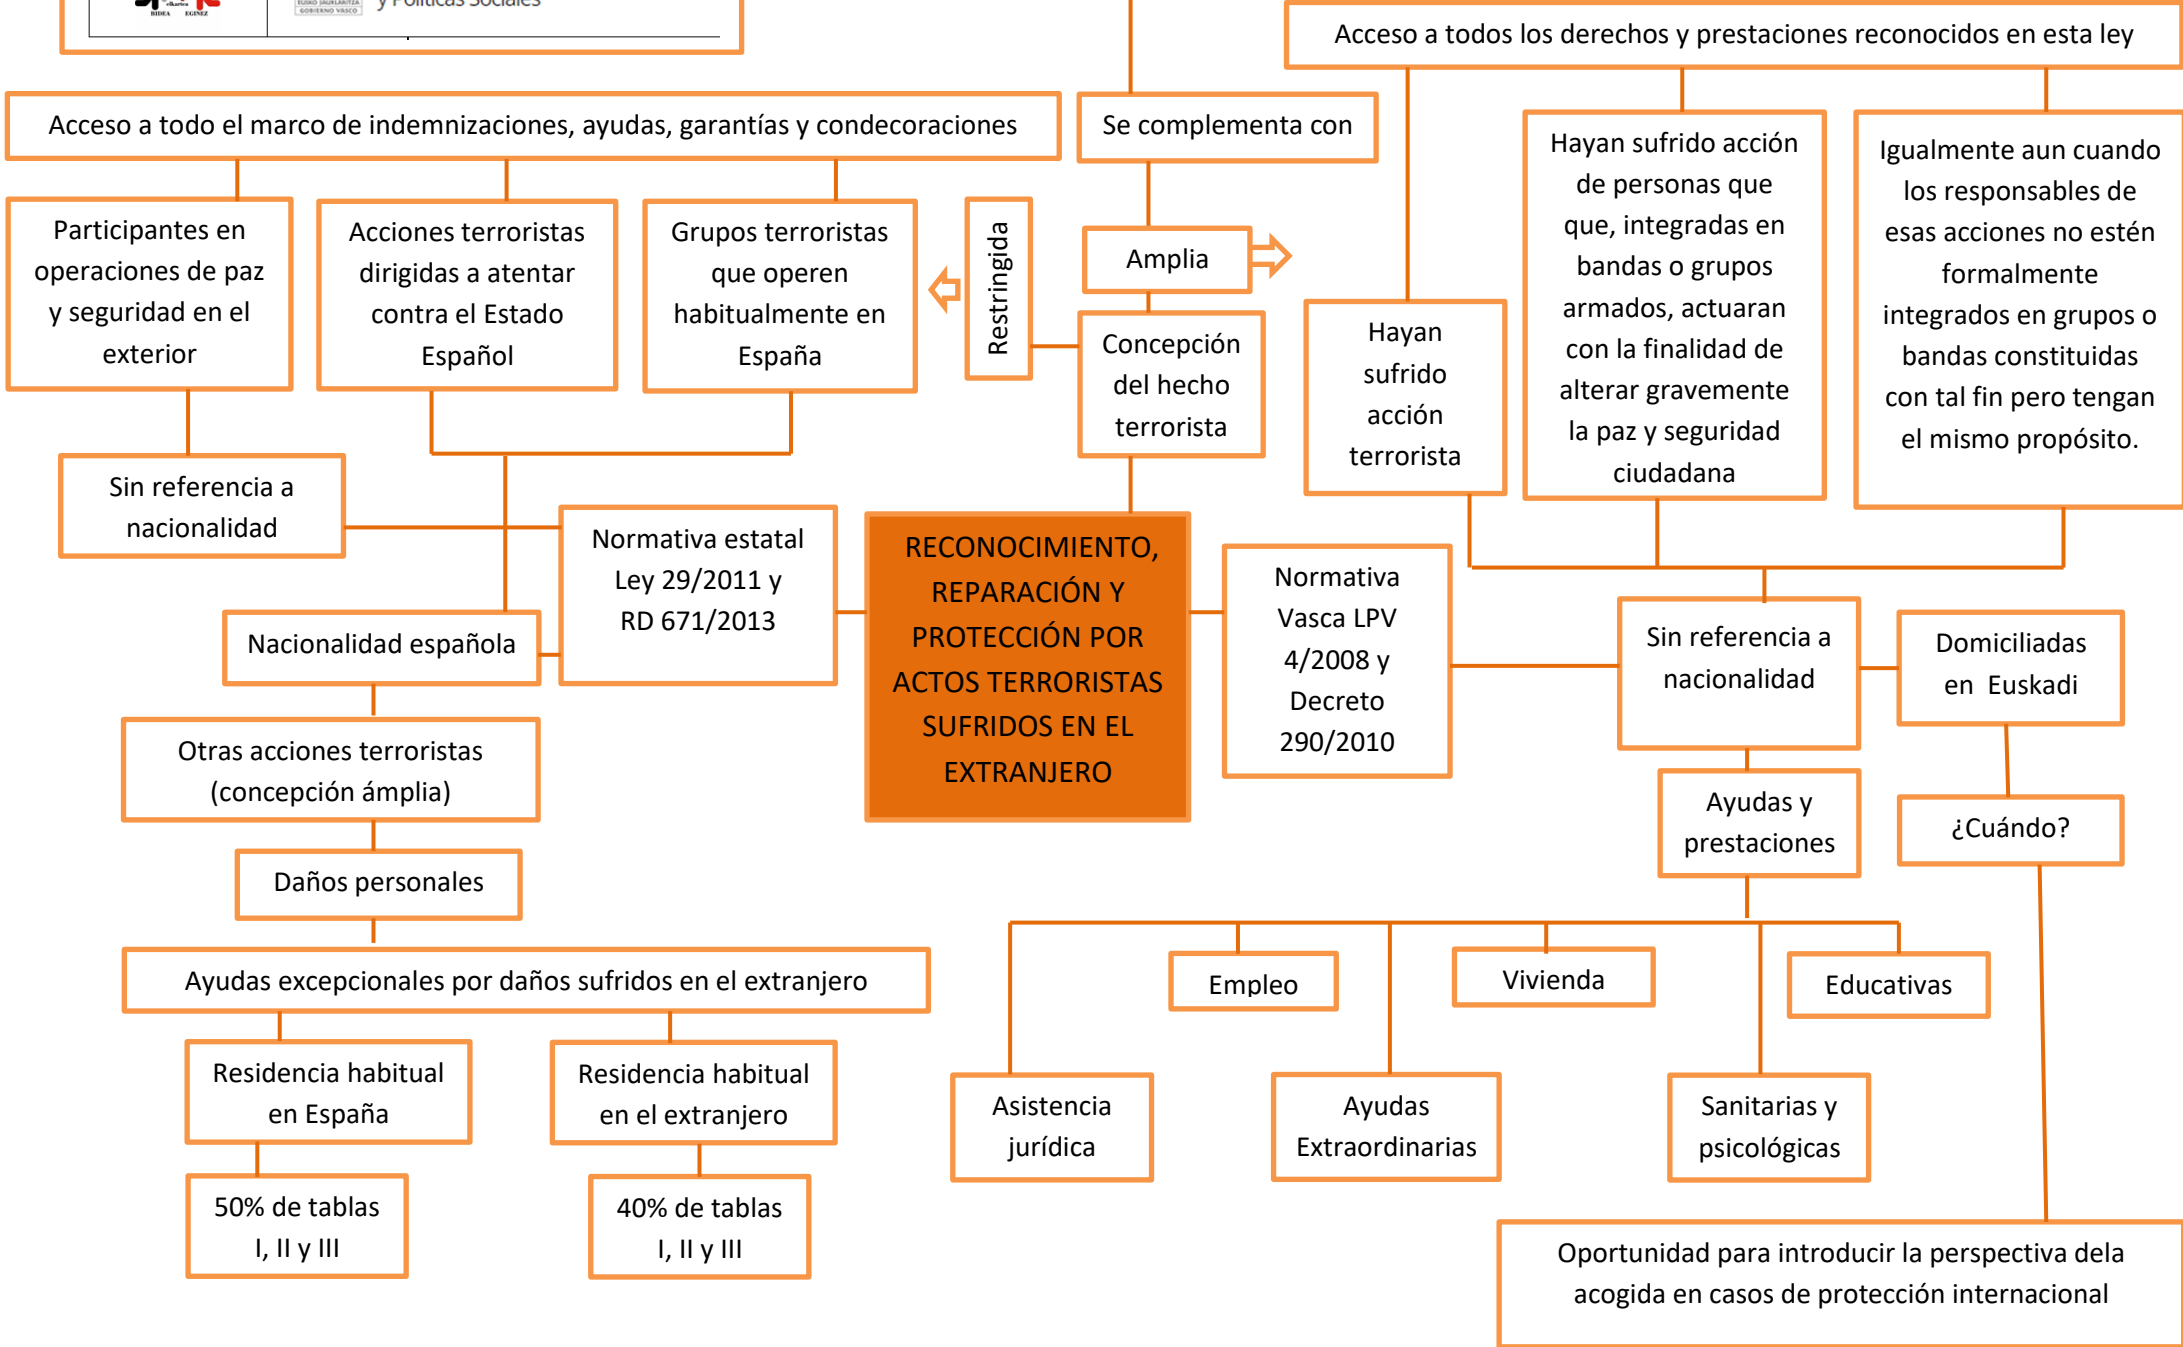 elkartea
BIDEA EGINEZ
EUSKO JAURLARITZA
GOBIERNO VASCO
y Políticas Sociales
Acceso a todos los derechos y prestaciones reconocidos en esta ley
Acceso a todo el marco de indemnizaciones, ayudas, garantías y condecoraciones
Se complementa con
Participantes en
operaciones de paz
y seguridad en el
exterior
Acciones terroristas
dirigidas a atentar
contra el Estado
Español
Grupos terroristas
que operen
habitualmente en
España
Restringida
Amplia
Concepción
del hecho
terrorista
Hayan
sufrido
acción
terrorista
Hayan sufrido acción
de personas que
que, integradas en
bandas o grupos
armados, actuaran
con la finalidad de
alterar gravemente
la paz y seguridad
ciudadana
Igualmente aun cuando
los responsables de
esas acciones no estén
formalmente
integrados en grupos o
bandas constituidas
con tal fin pero tengan
el mismo propósito.
Sin referencia a
nacionalidad
Normativa estatal
Ley 29/2011 y
RD 671/2013
RECONOCIMIENTO,
REPARACIÓN Y
PROTECCIÓN POR
ACTOS TERRORISTAS
SUFRIDOS EN EL
EXTRANJERO
Normativa
Vasca LPV
4/2008 y
Decreto
290/2010
Sin referencia a
nacionalidad
Domiciliadas
en Euskadi
Nacionalidad española
Otras acciones terroristas
(concepción ámplia)
Ayudas y
prestaciones
¿Cuándo?
Daños personales
Ayudas excepcionales por daños sufridos en el extranjero
Empleo
Vivienda
Educativas
Residencia habitual
en España
Residencia habitual
en el extranjero
Asistencia
jurídica
Ayudas
Extraordinarias
Sanitarias y
psicológicas
50% de tablas
I, II y III
40% de tablas
I, II y III
Oportunidad para introducir la perspectiva dela
acogida en casos de protección internacional